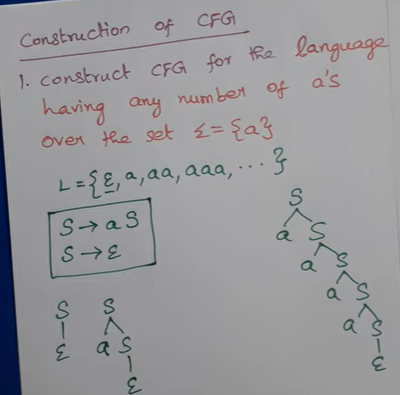 Construction of CFG
1. construct CFG for the language
having any number of a's
over the set Σ={a}
L={ε, a, aa, aaa, ...}
S→aS
S→ε
S
ε
S
a S
ε
S
a S
a S
a S
a S
ε